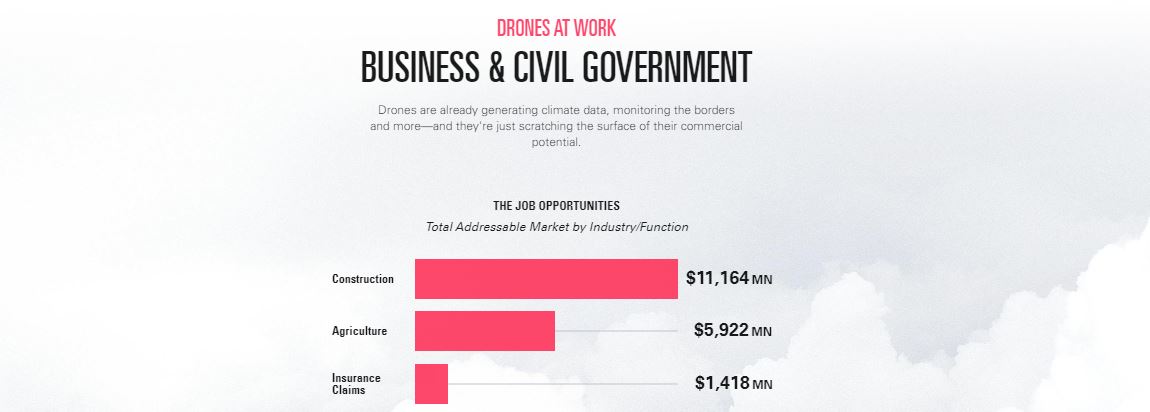 DRONES AT WORK
BUSINESS & CIVIL GOVERNMENT
Drones are already generating climate data, monitoring the borders
and more—and they're just scratching the surface of their commercial
potential.
THE JOB OPPORTUNITIES
Total Addressable Market by Industry/Function
Construction $11,164 MN
Agriculture $5,922 MN
Insurance
Claims $1,418 MN